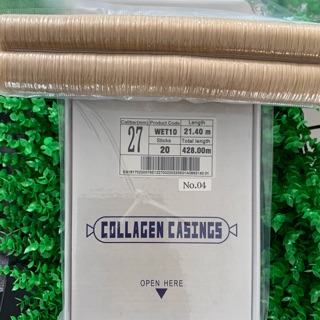 Caliber(mm) Product Code Length
27 WET10 21.40 m
Sticks Total length
20 428.00m
No.04
COLLAGEN CASINGS
OPEN HERE